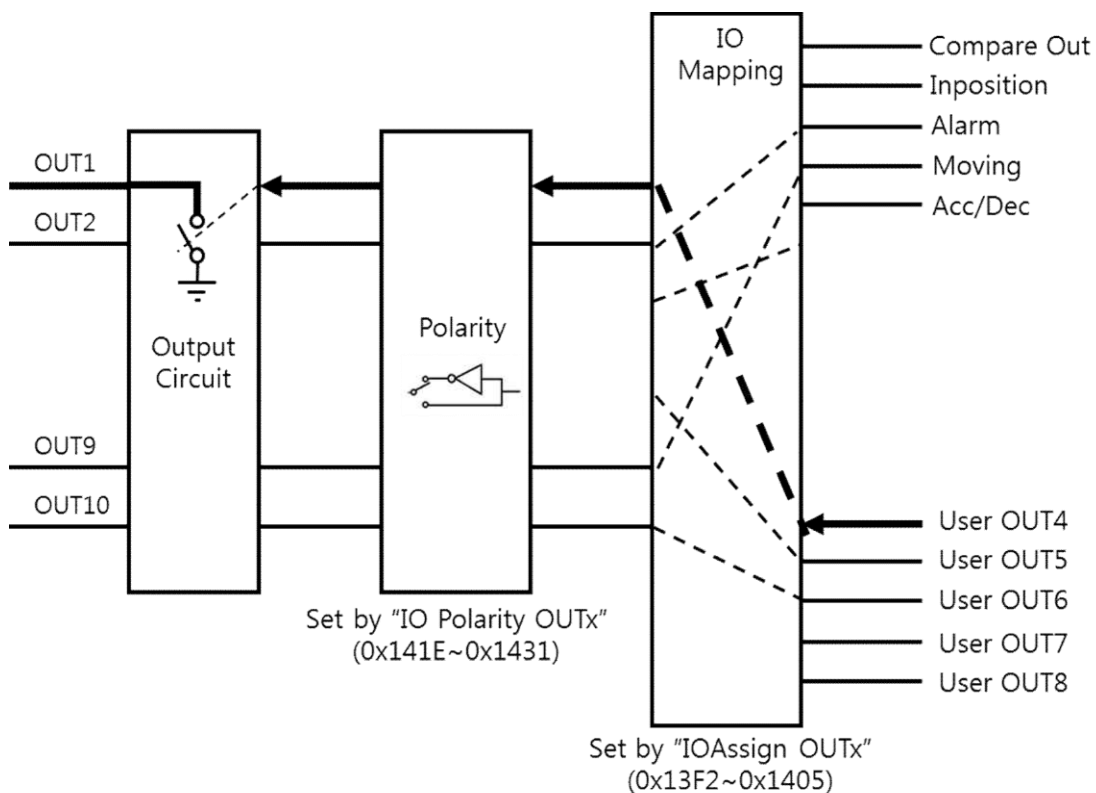 IO
Mapping
Compare Out
Inposition
Alarm
Moving
Acc/Dec
OUT1
OUT2
Output
Circuit
Polarity
OUT9
OUT10
User OUT4
User OUT5
User OUT6
User OUT7
User OUT8
Set by "IO Polarity OUTx"
(0x141E~0x1431)
Set by "IOAssign OUTx"
(0x13F2~0x1405)